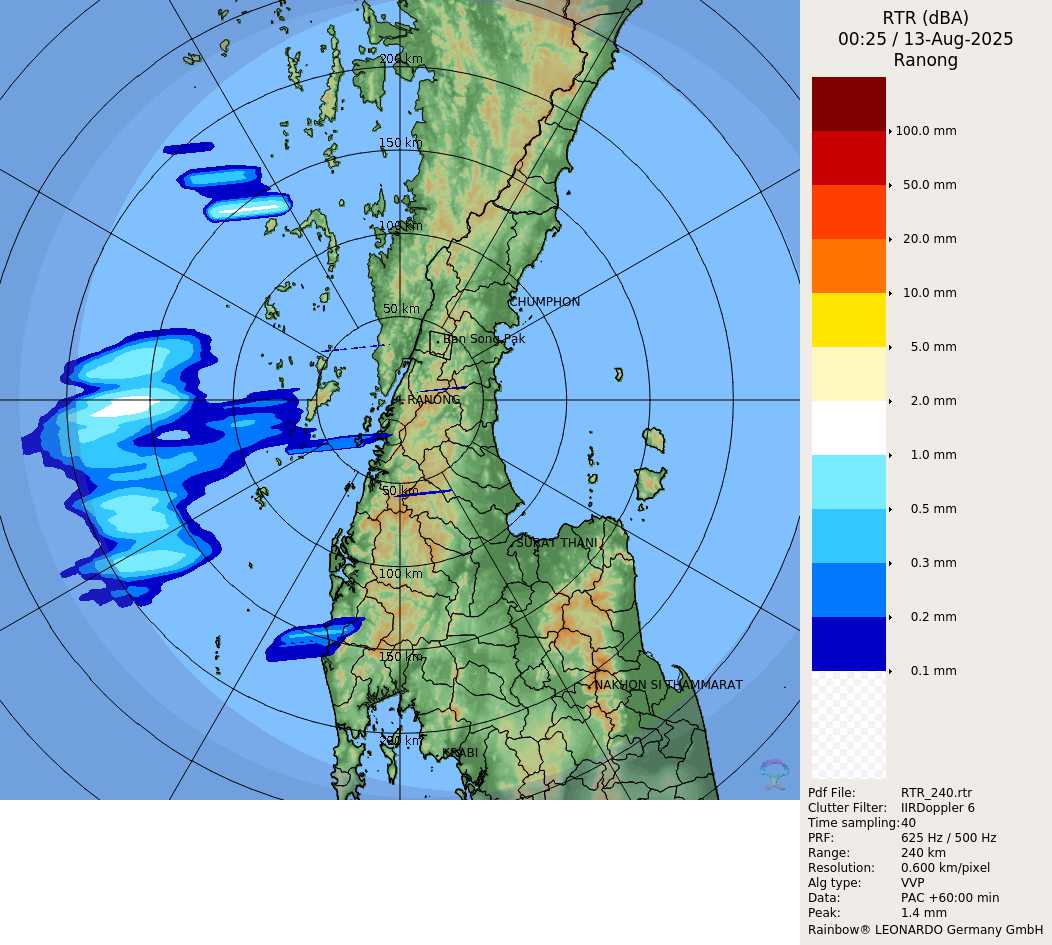 RTR (dBA)
00:25 / 13-Aug-2025
Ranong
200 km
150 km
100 km
50 km
CHUMPHON
Ban Song Pak
RANONG
50 km
SURAT THANI
100 km
150 km
NAKHON SI THAMMARAT
200 km
KRABI
100.0 mm
50.0 mm
20.0 mm
10.0 mm
5.0 mm
2.0 mm
1.0 mm
0.5 mm
0.3 mm
0.2 mm
0.1 mm
Pdf File: RTR_240.rtr
Clutter Filter: IIRDoppler 6
Time sampling:40
PRF: 625 Hz / 500 Hz
Range: 240 km
Resolution: 0.600 km/pixel
Alg type: VVP
Data: PAC +60:00 min
Peak: 1.4 mm
Rainbow® LEONARDO Germany GmbH